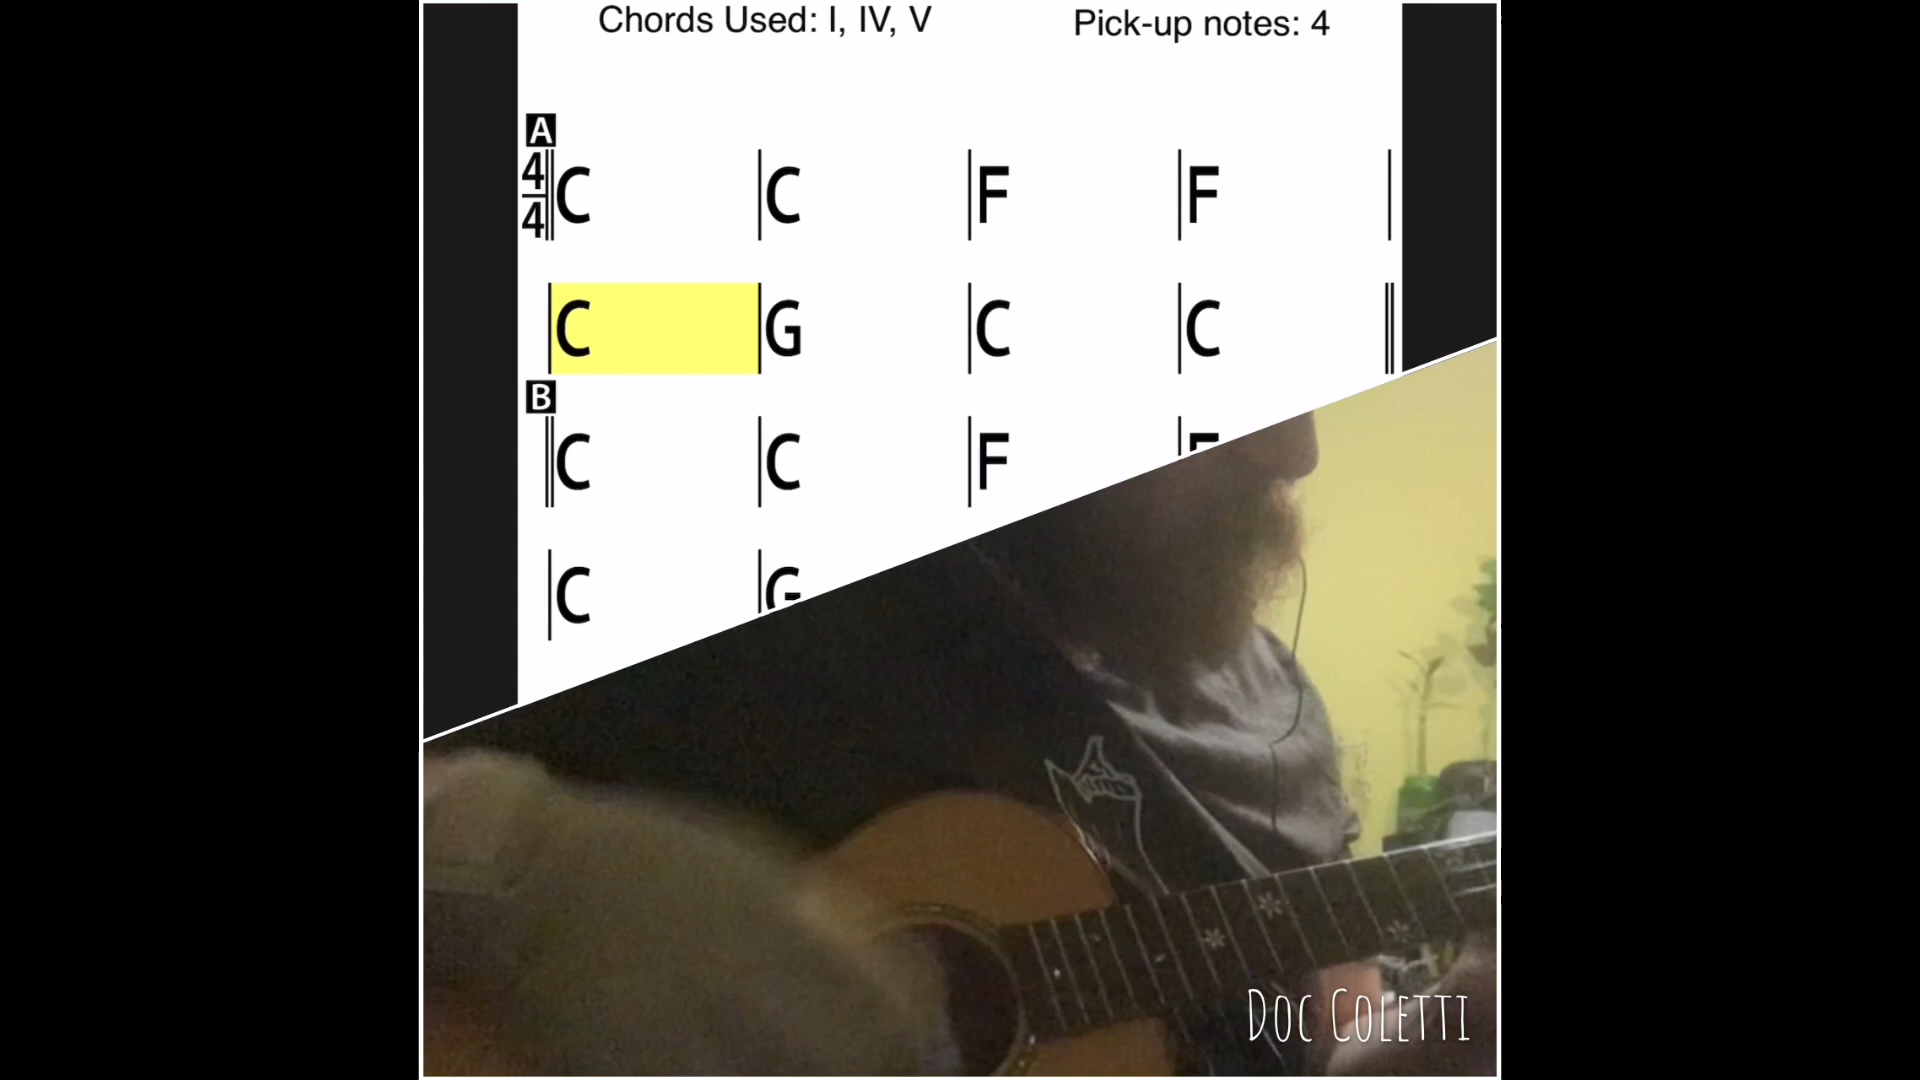 Chords Used: I, IV, V Pick-up notes: 4
A
4/4 C C F F
C G C C
B
C C F
C G
Doc Coletti